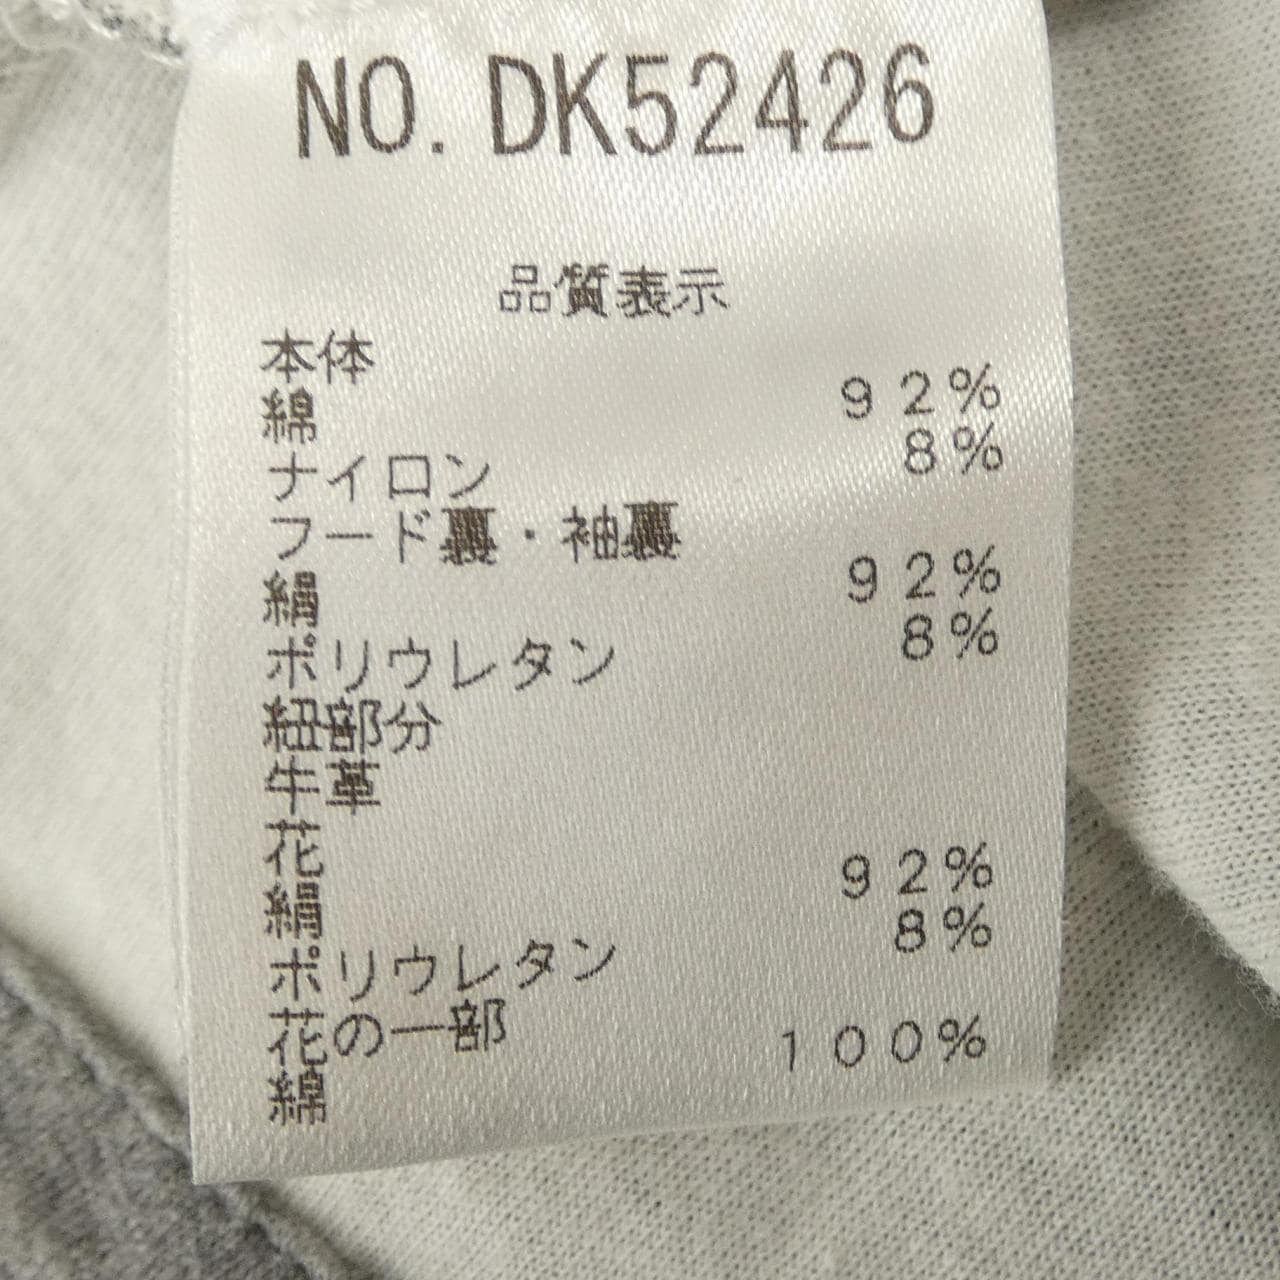 NO. DK52426
品質表示
本体
綿 92%
ナイロン 8%
フード裏・袖裏
絹 92%
ポリウレタン 8%
紐部分
牛革
花
絹 92%
ポリウレタン 8%
花の一部
綿 100%